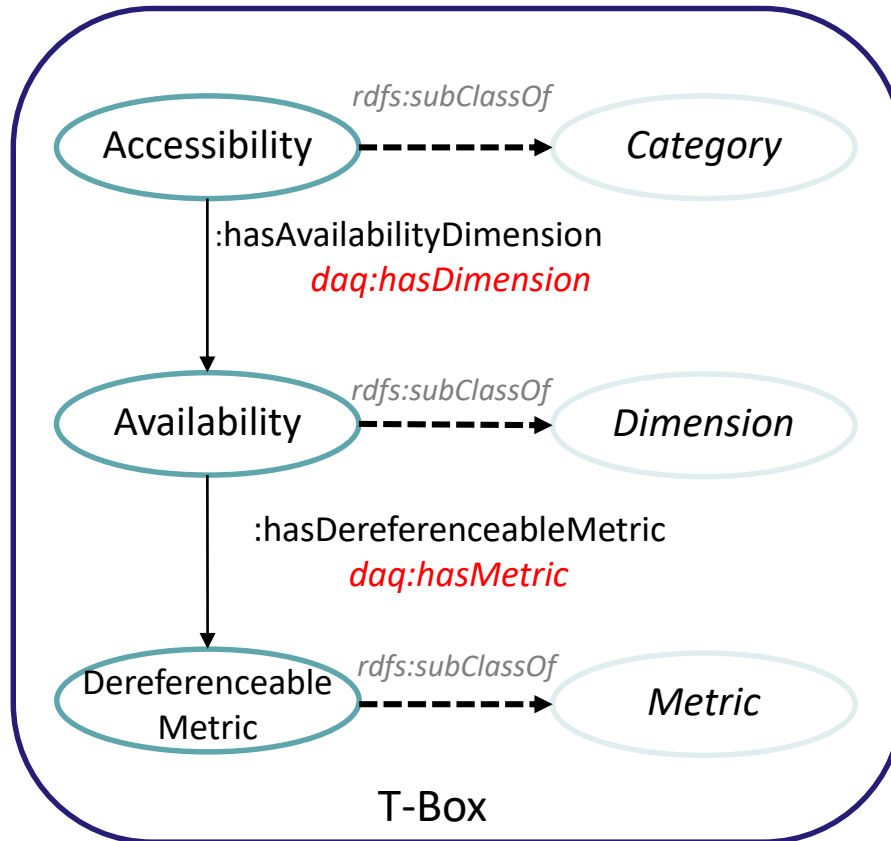 rdfs:subClassOf
Accessibility
Category
:hasAvailabilityDimension
daq:hasDimension
rdfs:subClassOf
Availability
Dimension
:hasDereferenceableMetric
daq:hasMetric
rdfs:subClassOf
Dereferenceable
Metric
Metric
T-Box